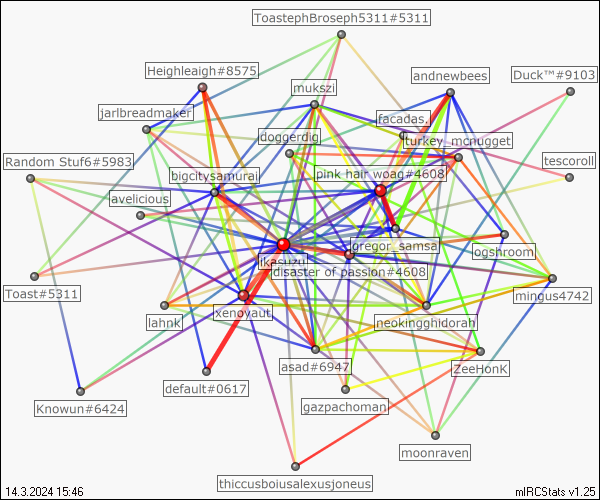 ToastephBroseph5311#5311
Heighleaigh#8575
andnewbees
Duck™#9103
mukszi
jarlbreadmaker
facadas.
doggerdig
turkey_mcnugget
Random Stuf6#5983
tescoroll
bigcitysamurai
pink hair woag#4608
avelicious
gregor_samsa
ogshroom
ikasuzu
disaster of passion#4608
Toast#5311
mingus4742
lahnk
xenoyaut
neokingghidorah
asad#6947
ZeeHonK
default#0617
Knowun#6424
gazpachoman
moonraven
thiccusboiusalexusjoneus
14.3.2024 15:46
mIRCStats v1.25